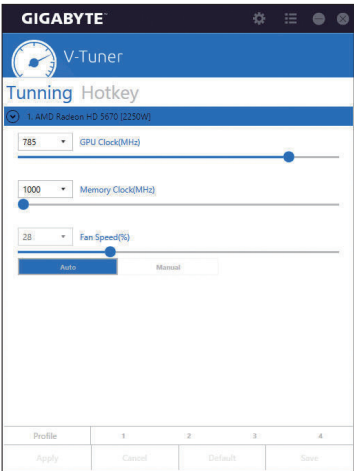 GIGABYTE™
V-Tuner
Tunning Hotkey
1. AMD Radeon HD 5670 [2250W]
785 GPU Clock(MHz)
1000 Memory Clock(MHz)
28 Fan Speed(%)
Auto Manual
Profile 1 2 3 4
Apply Cancel Default Save